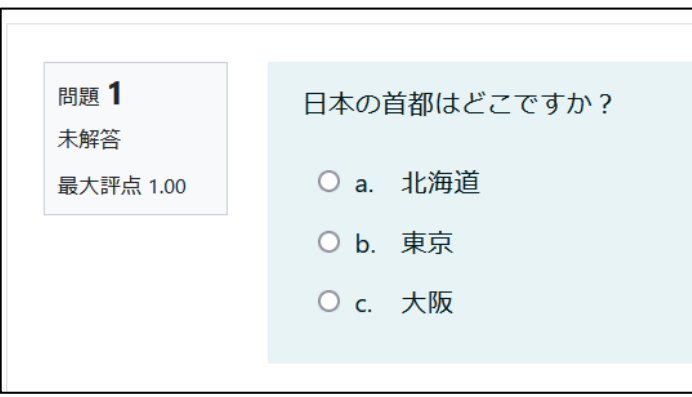 問題 1
未解答
最大評点 1.00
日本の首都はどこですか？
a. 北海道
b. 東京
c. 大阪